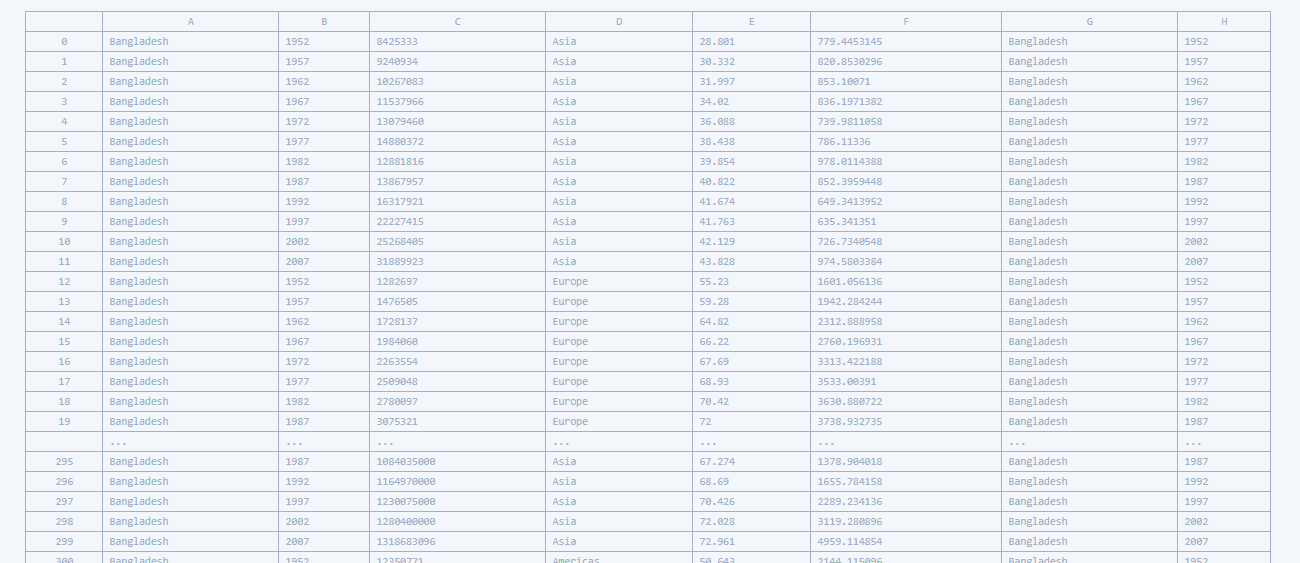 A B C D E F G H
0 Bangladesh 1952 8425333 Asia 28.801 779.4453145 Bangladesh 1952
1 Bangladesh 1957 9240934 Asia 30.332 820.8530296 Bangladesh 1957
2 Bangladesh 1962 10267083 Asia 31.997 853.10071 Bangladesh 1962
3 Bangladesh 1967 11537966 Asia 34.02 836.1971382 Bangladesh 1967
4 Bangladesh 1972 13079460 Asia 36.088 739.9811058 Bangladesh 1972
5 Bangladesh 1977 14880372 Asia 38.438 786.11336 Bangladesh 1977
6 Bangladesh 1982 12881816 Asia 39.854 978.0114388 Bangladesh 1982
7 Bangladesh 1987 13867957 Asia 40.822 852.3959448 Bangladesh 1987
8 Bangladesh 1992 16317921 Asia 41.674 649.3413952 Bangladesh 1992
9 Bangladesh 1997 22227415 Asia 41.763 635.341351 Bangladesh 1997
10 Bangladesh 2002 25268405 Asia 42.129 726.7340548 Bangladesh 2002
11 Bangladesh 2007 31889923 Asia 43.828 974.5803384 Bangladesh 2007
12 Bangladesh 1952 1282697 Europe 55.23 1601.056136 Bangladesh 1952
13 Bangladesh 1957 1476505 Europe 59.28 1942.284244 Bangladesh 1957
14 Bangladesh 1962 1728137 Europe 64.82 2312.888958 Bangladesh 1962
15 Bangladesh 1967 1984060 Europe 66.22 2760.196931 Bangladesh 1967
16 Bangladesh 1972 2263554 Europe 67.69 3313.422188 Bangladesh 1972
17 Bangladesh 1977 2509048 Europe 68.93 3533.00391 Bangladesh 1977
18 Bangladesh 1982 2780097 Europe 70.42 3630.880722 Bangladesh 1982
19 Bangladesh 1987 3075321 Europe 72 3738.932735 Bangladesh 1987
... ... ... ... ... ... ... ...
295 Bangladesh 1987 1084035000 Asia 67.274 1378.904018 Bangladesh 1987
296 Bangladesh 1992 1164970000 Asia 68.69 1655.784158 Bangladesh 1992
297 Bangladesh 1997 1230075000 Asia 70.426 2289.234136 Bangladesh 1997
298 Bangladesh 2002 1280400000 Asia 72.028 3119.280896 Bangladesh 2002
299 Bangladesh 2007 1318683096 Asia 72.961 4959.114854 Bangladesh 2007
300 Bangladesh 1952 12350771 Americas 50.643 2144.115096 Bangladesh 1952